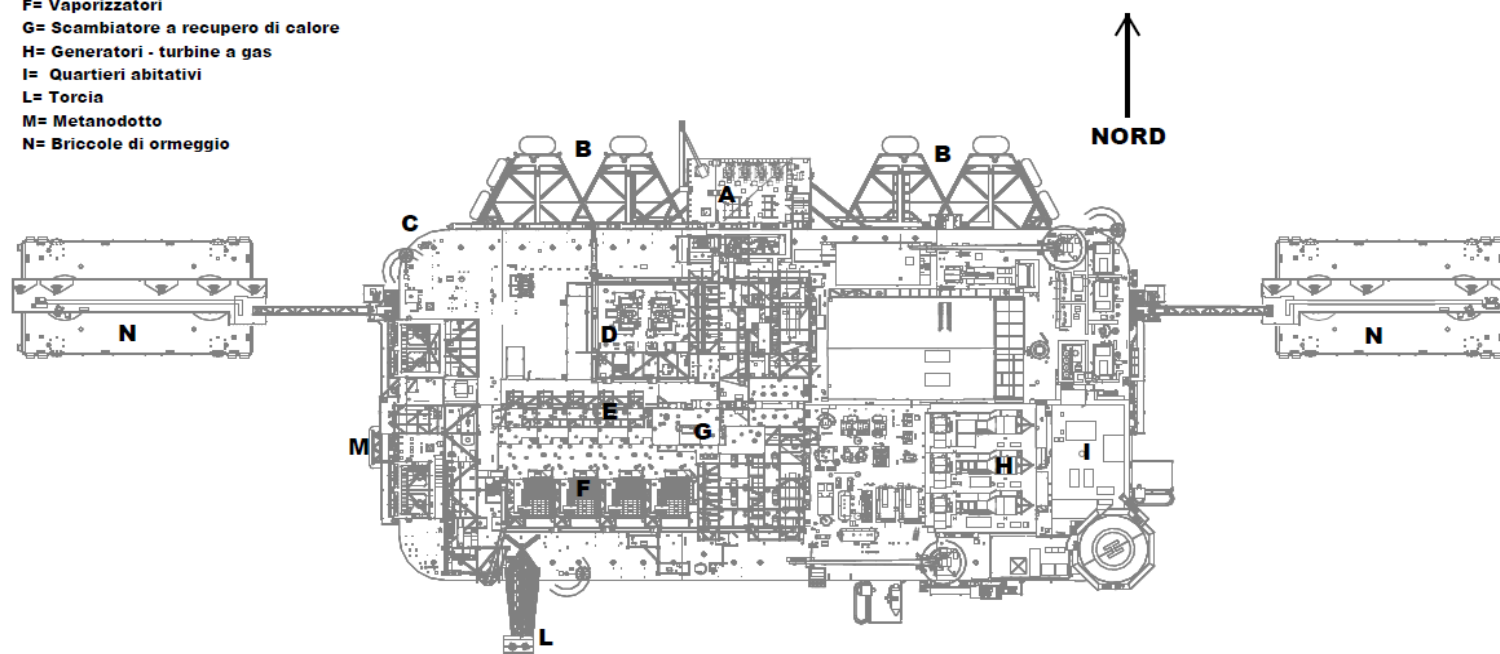 F= Vaporizzatori
G= Scambiatore a recupero di calore
H= Generatori - turbine a gas
I= Quartieri abitativi
L= Torcia
M= Metanodotto
N= Briccole di ormeggio
NORD
B
B
A
C
N
D
N
E
M
G
I
H
F
L